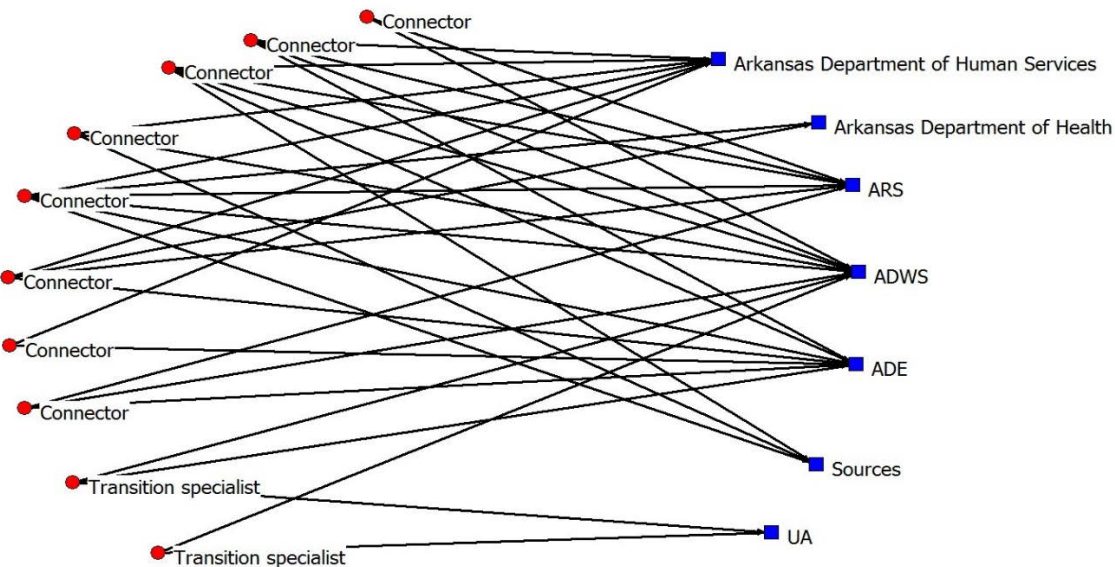 Connector
Connector
Connector
Arkansas Department of Human Services
Connector
Arkansas Department of Health
Connector
ARS
Connector
ADWS
Connector
ADE
Connector
Sources
Transition specialist
UA
Transition specialist